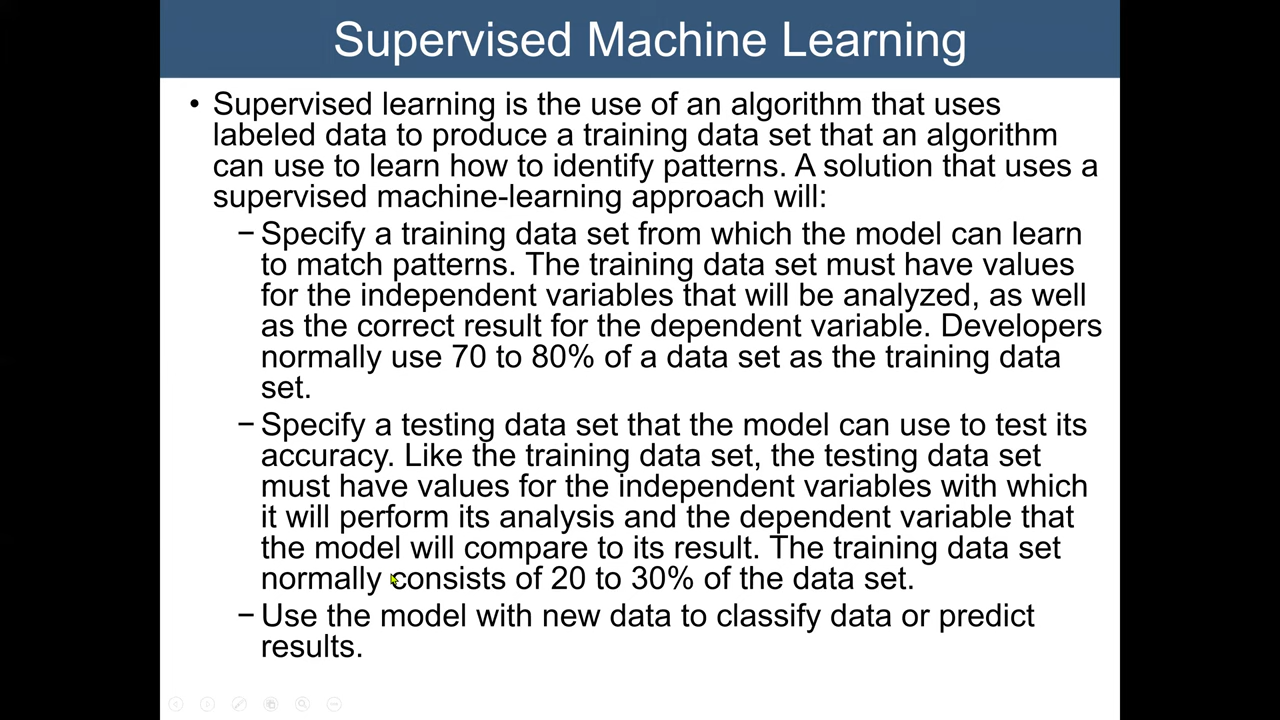 Supervised Machine Learning
• Supervised learning is the use of an algorithm that uses
labeled data to produce a training data set that an algorithm
can use to learn how to identify patterns. A solution that uses a
supervised machine-learning approach will:
− Specify a training data set from which the model can learn
to match patterns. The training data set must have values
for the independent variables that will be analyzed, as well
as the correct result for the dependent variable. Developers
normally use 70 to 80% of a data set as the training data
set.
− Specify a testing data set that the model can use to test its
accuracy. Like the training data set, the testing data set
must have values for the independent variables with which
it will perform its analysis and the dependent variable that
the model will compare to its result. The training data set
normally consists of 20 to 30% of the data set.
− Use the model with new data to classify data or predict
results.